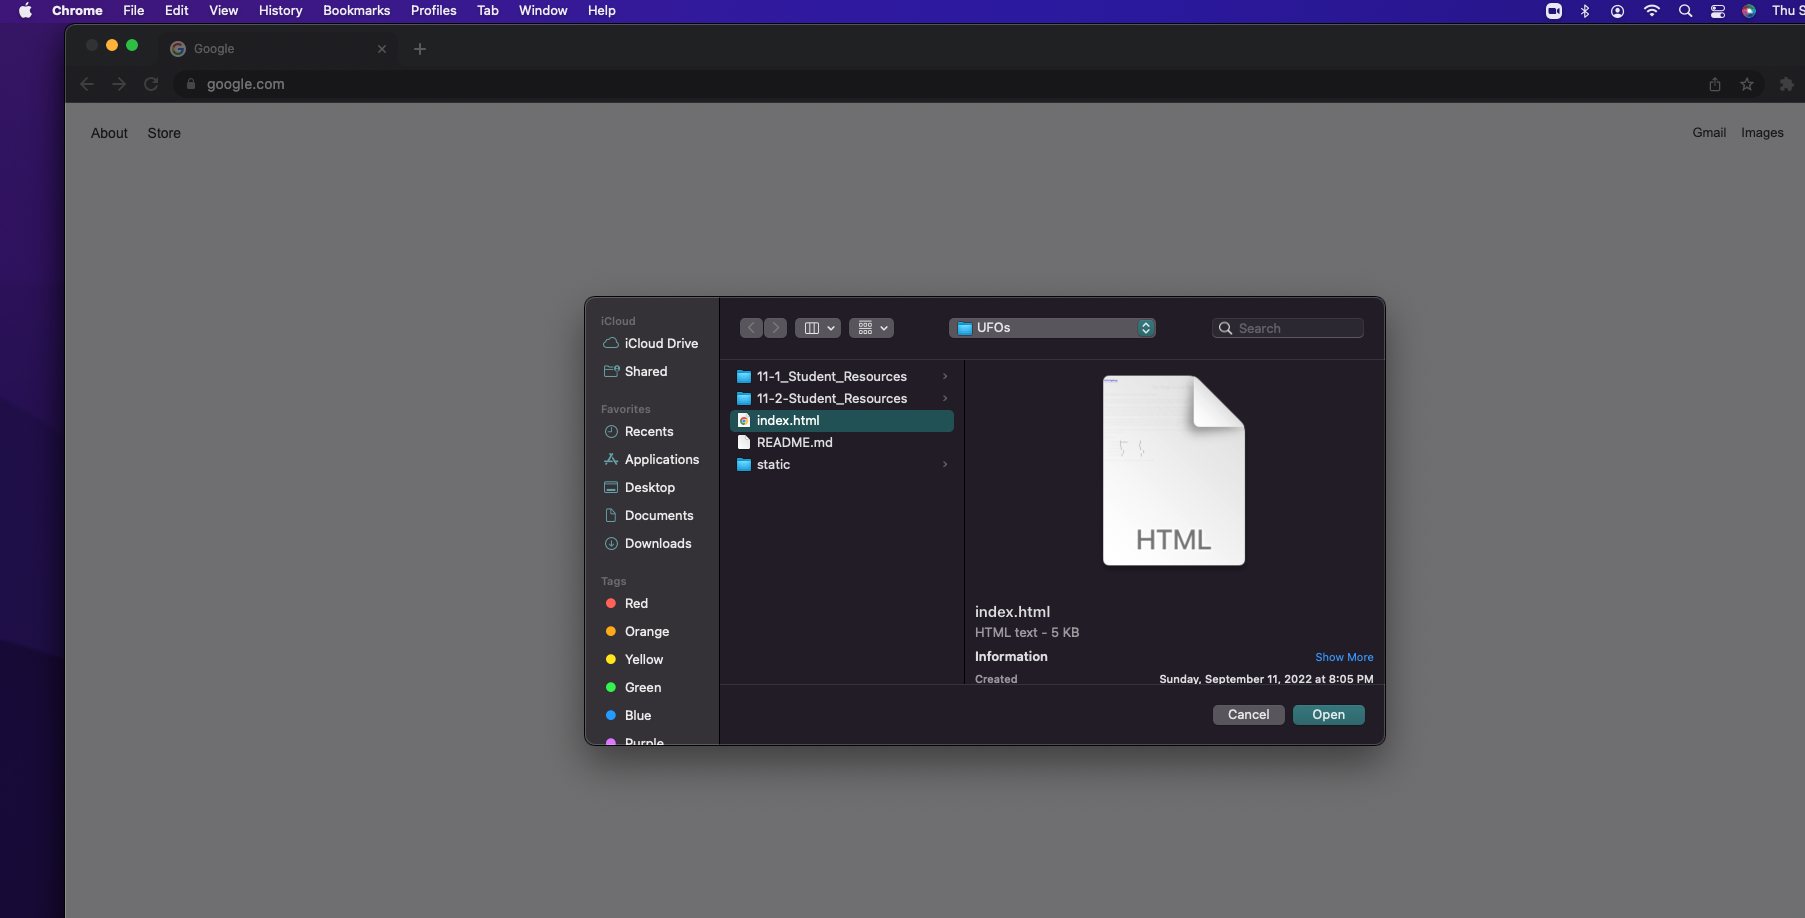 Chrome File Edit View History Bookmarks Profiles Tab Window Help Thu S
Google
google.com
About Store Gmail Images
iCloud
iCloud Drive
Shared
Favorites
Recents
Applications
Desktop
Documents
Downloads
Tags
Red
Orange
Yellow
Green
Blue
Purple
UFOs
Search
11-1_Student_Resources
11-2-Student_Resources
index.html
README.md
static
HTML
index.html
HTML text - 5 KB
Information Show More
Created Sunday, September 11, 2022 at 8:05 PM
Cancel Open